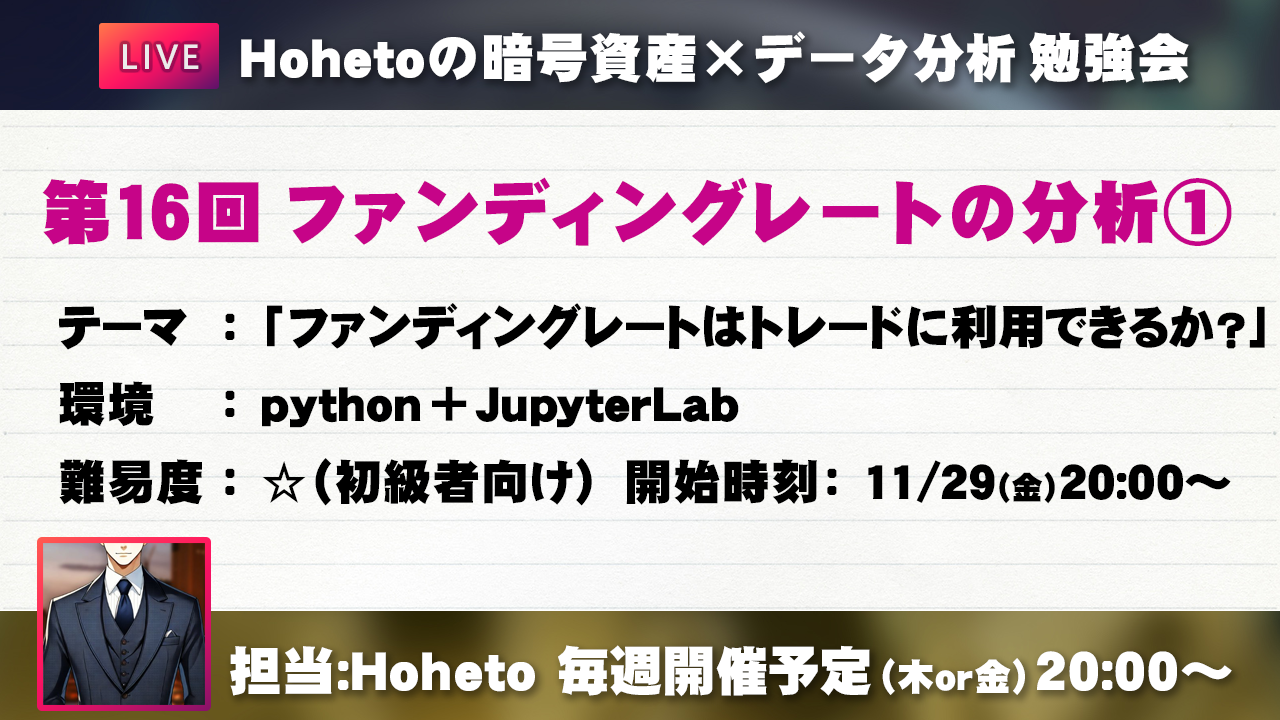 LIVE Hohetoの暗号資産×データ分析 勉強会
第16回 ファンディングレートの分析①
テーマ ：「ファンディングレートはトレードに利用できるか？」
環境 ： python＋JupyterLab
難易度 ： ☆（初級者向け） 開始時刻： 11/29（金）20:00～
担当:Hoheto 毎週開催予定（木or金）20:00～